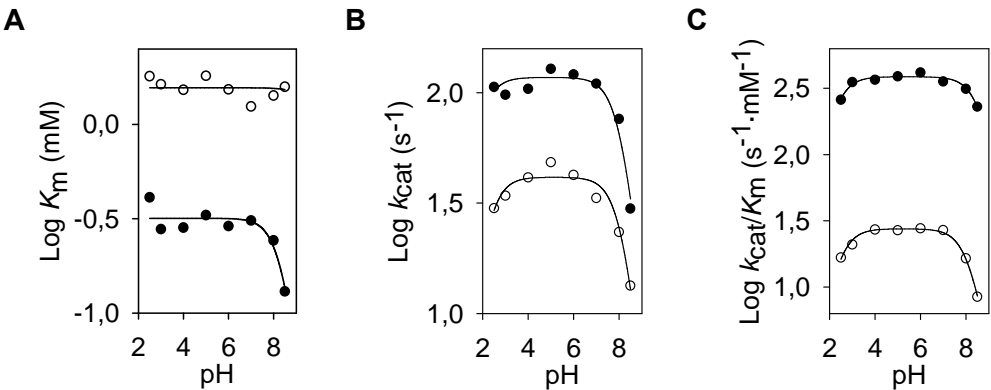 A
B
C
Log Km (mM)
0,0
-0,5
-1,0
2 4 6 8
pH
Log kcat (s-1)
2,0
1,5
1,0
2 4 6 8
pH
Log kcat/Km (s-1·mM-1)
2,5
2,0
1,5
1,0
2 4 6 8
pH